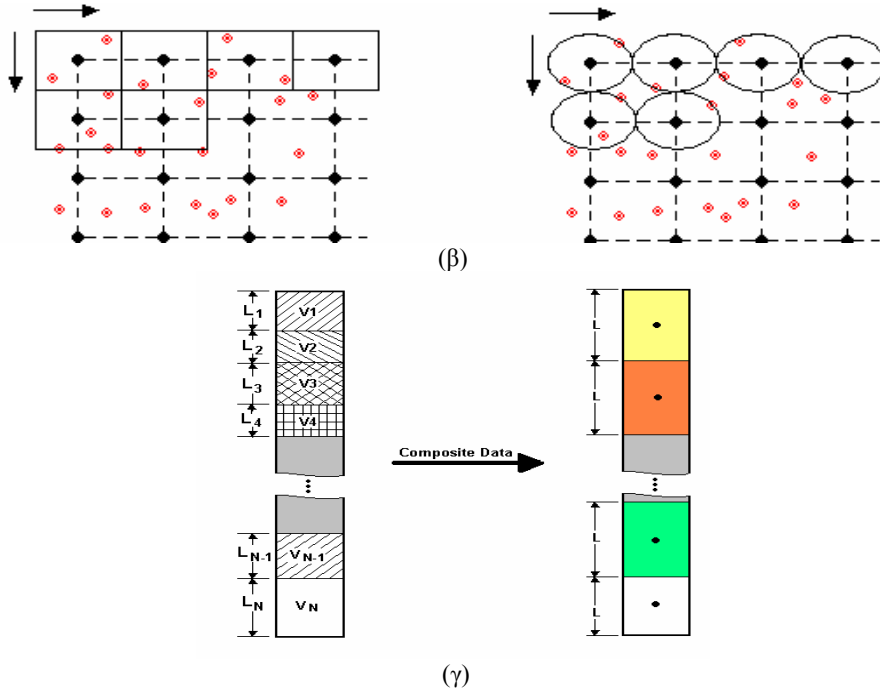 (β)
L1
V1
L2
V2
L3
V3
L4
V4
LN-1
VN-1
LN
VN
Composite Data
L
L
L
L
(γ)